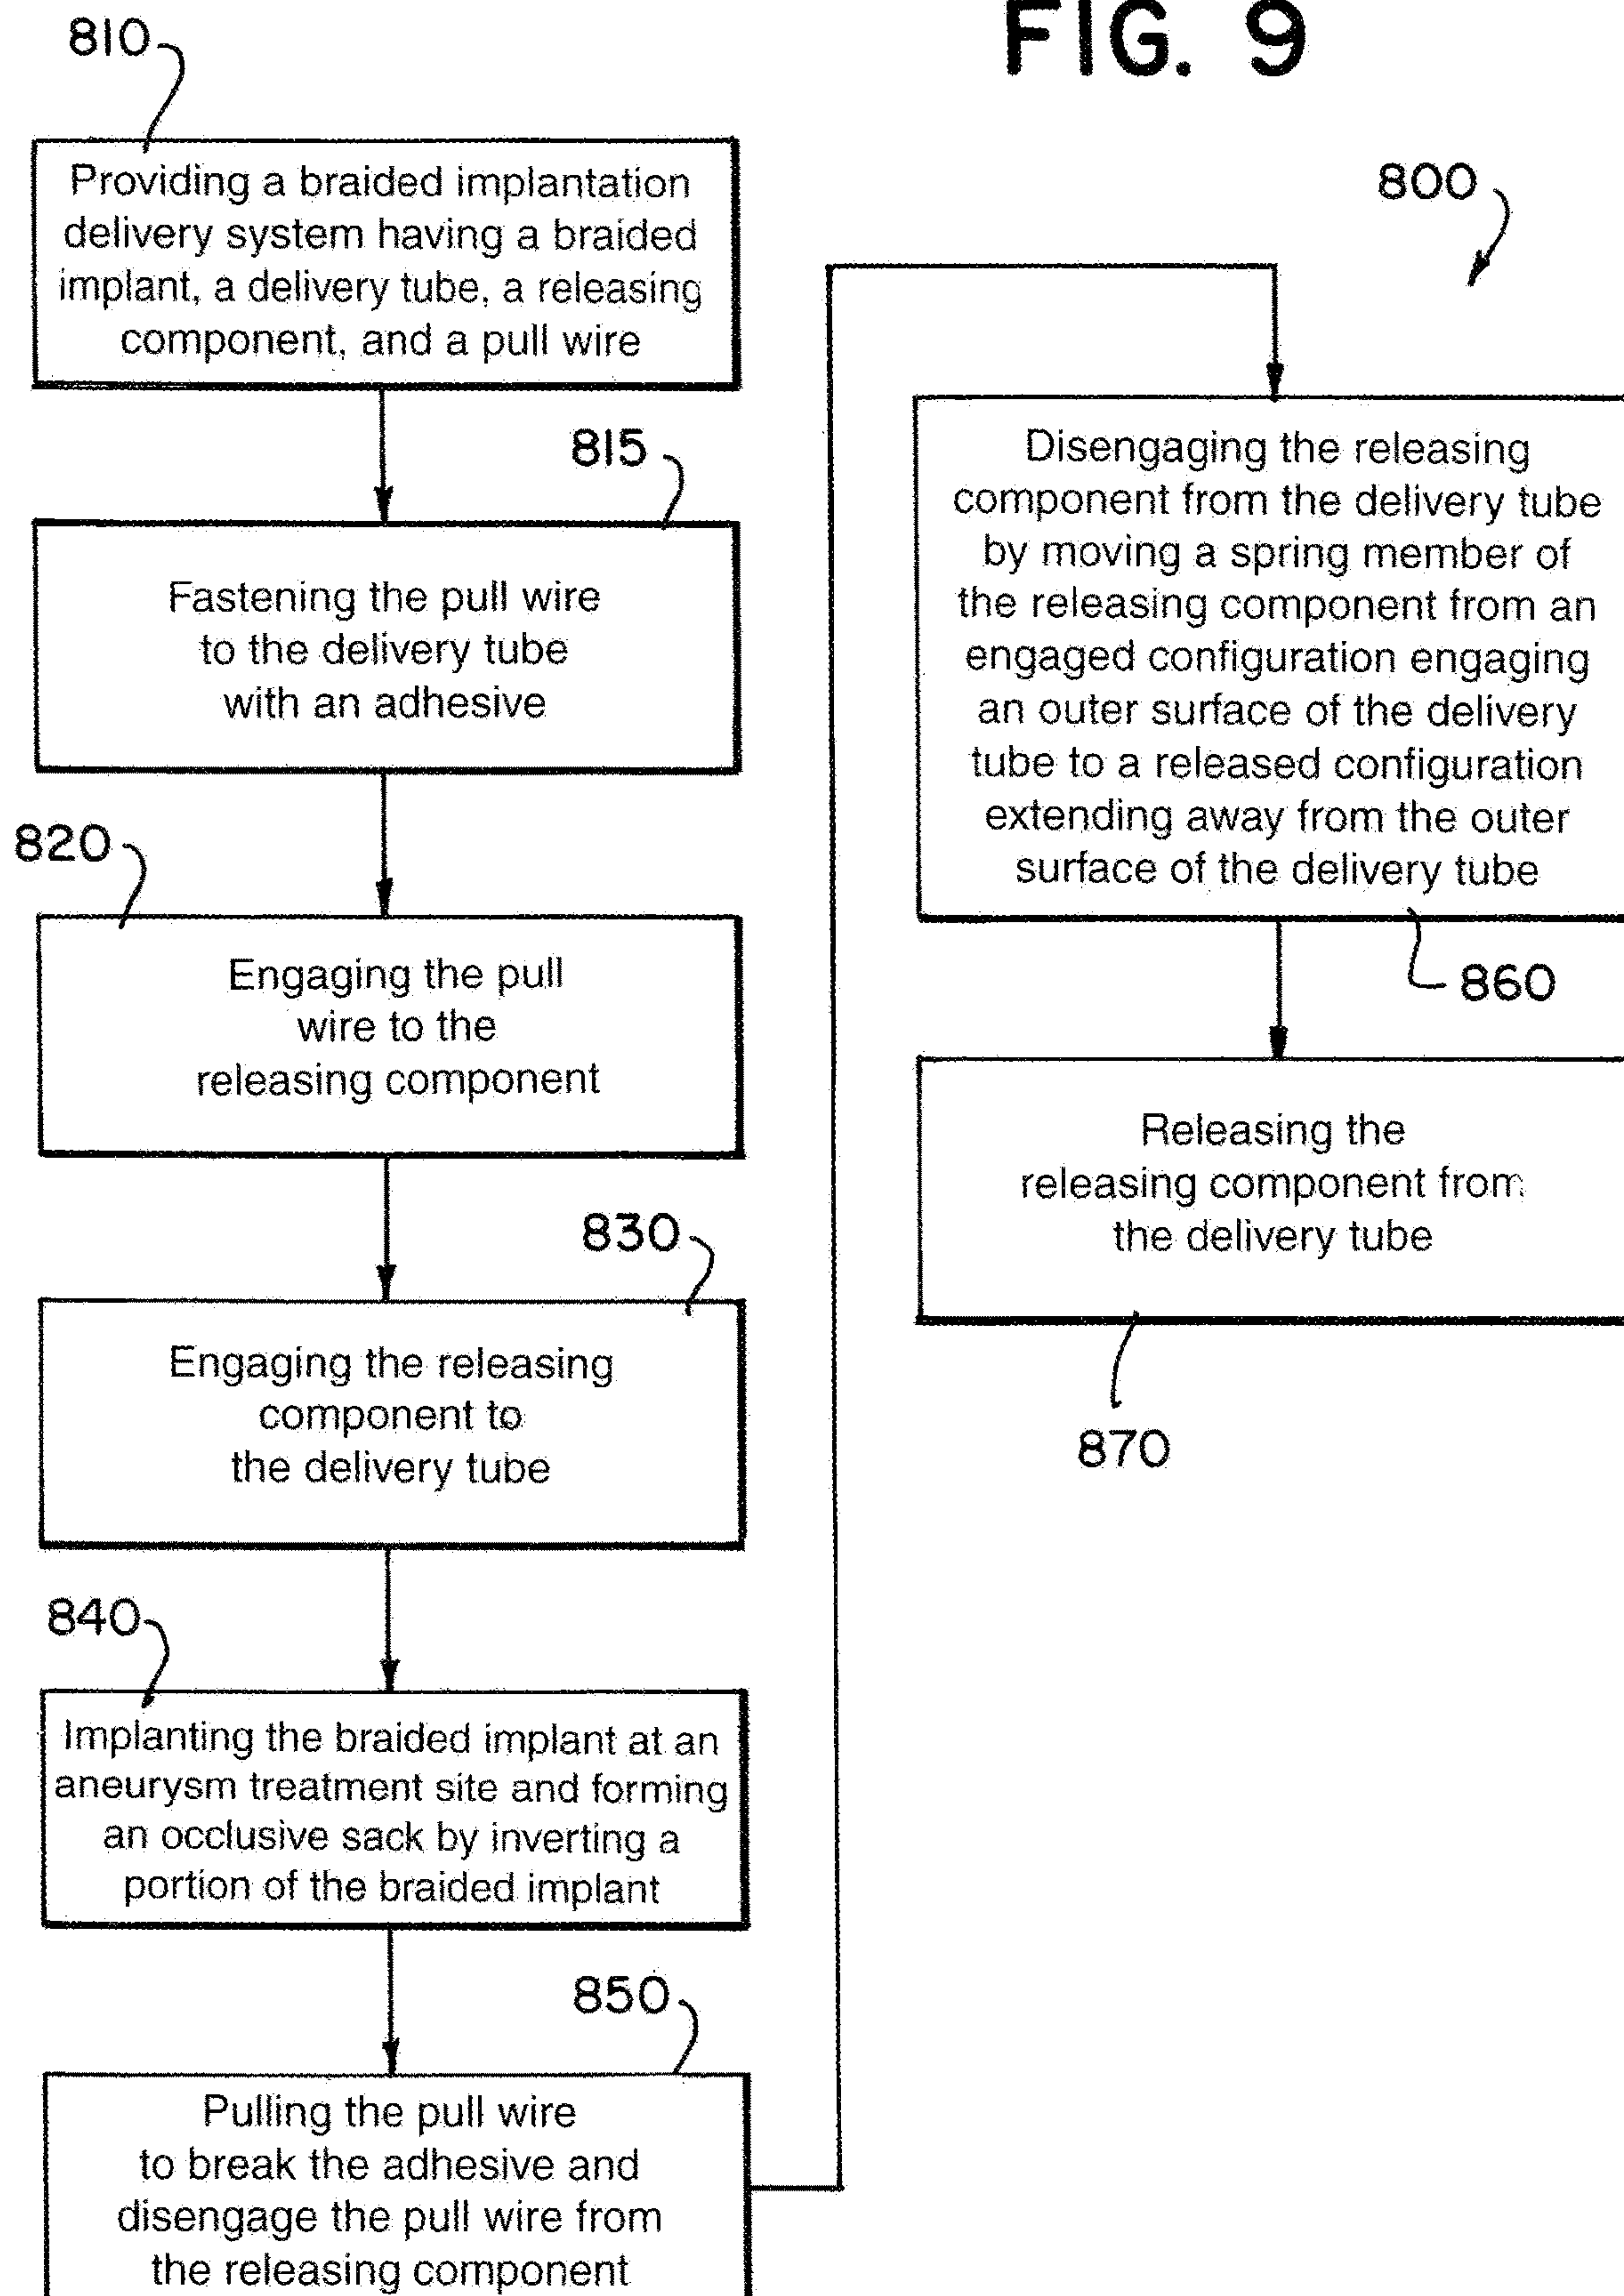 FIG. 9
800
810
Providing a braided implantation
delivery system having a braided
implant, a delivery tube, a releasing
component, and a pull wire
815
Fastening the pull wire
to the delivery tube
with an adhesive
820
Engaging the pull
wire to the
releasing component
830
Engaging the releasing
component to
the delivery tube
840
Implanting the braided implant at an
aneurysm treatment site and forming
an occlusive sack by inverting a
portion of the braided implant
850
Pulling the pull wire
to break the adhesive and
disengage the pull wire from
the releasing component
Disengaging the releasing
component from the delivery tube
by moving a spring member of
the releasing component from an
engaged configuration engaging
an outer surface of the delivery
tube to a released configuration
extending away from the outer
surface of the delivery tube
860
Releasing the
releasing component from
the delivery tube
870